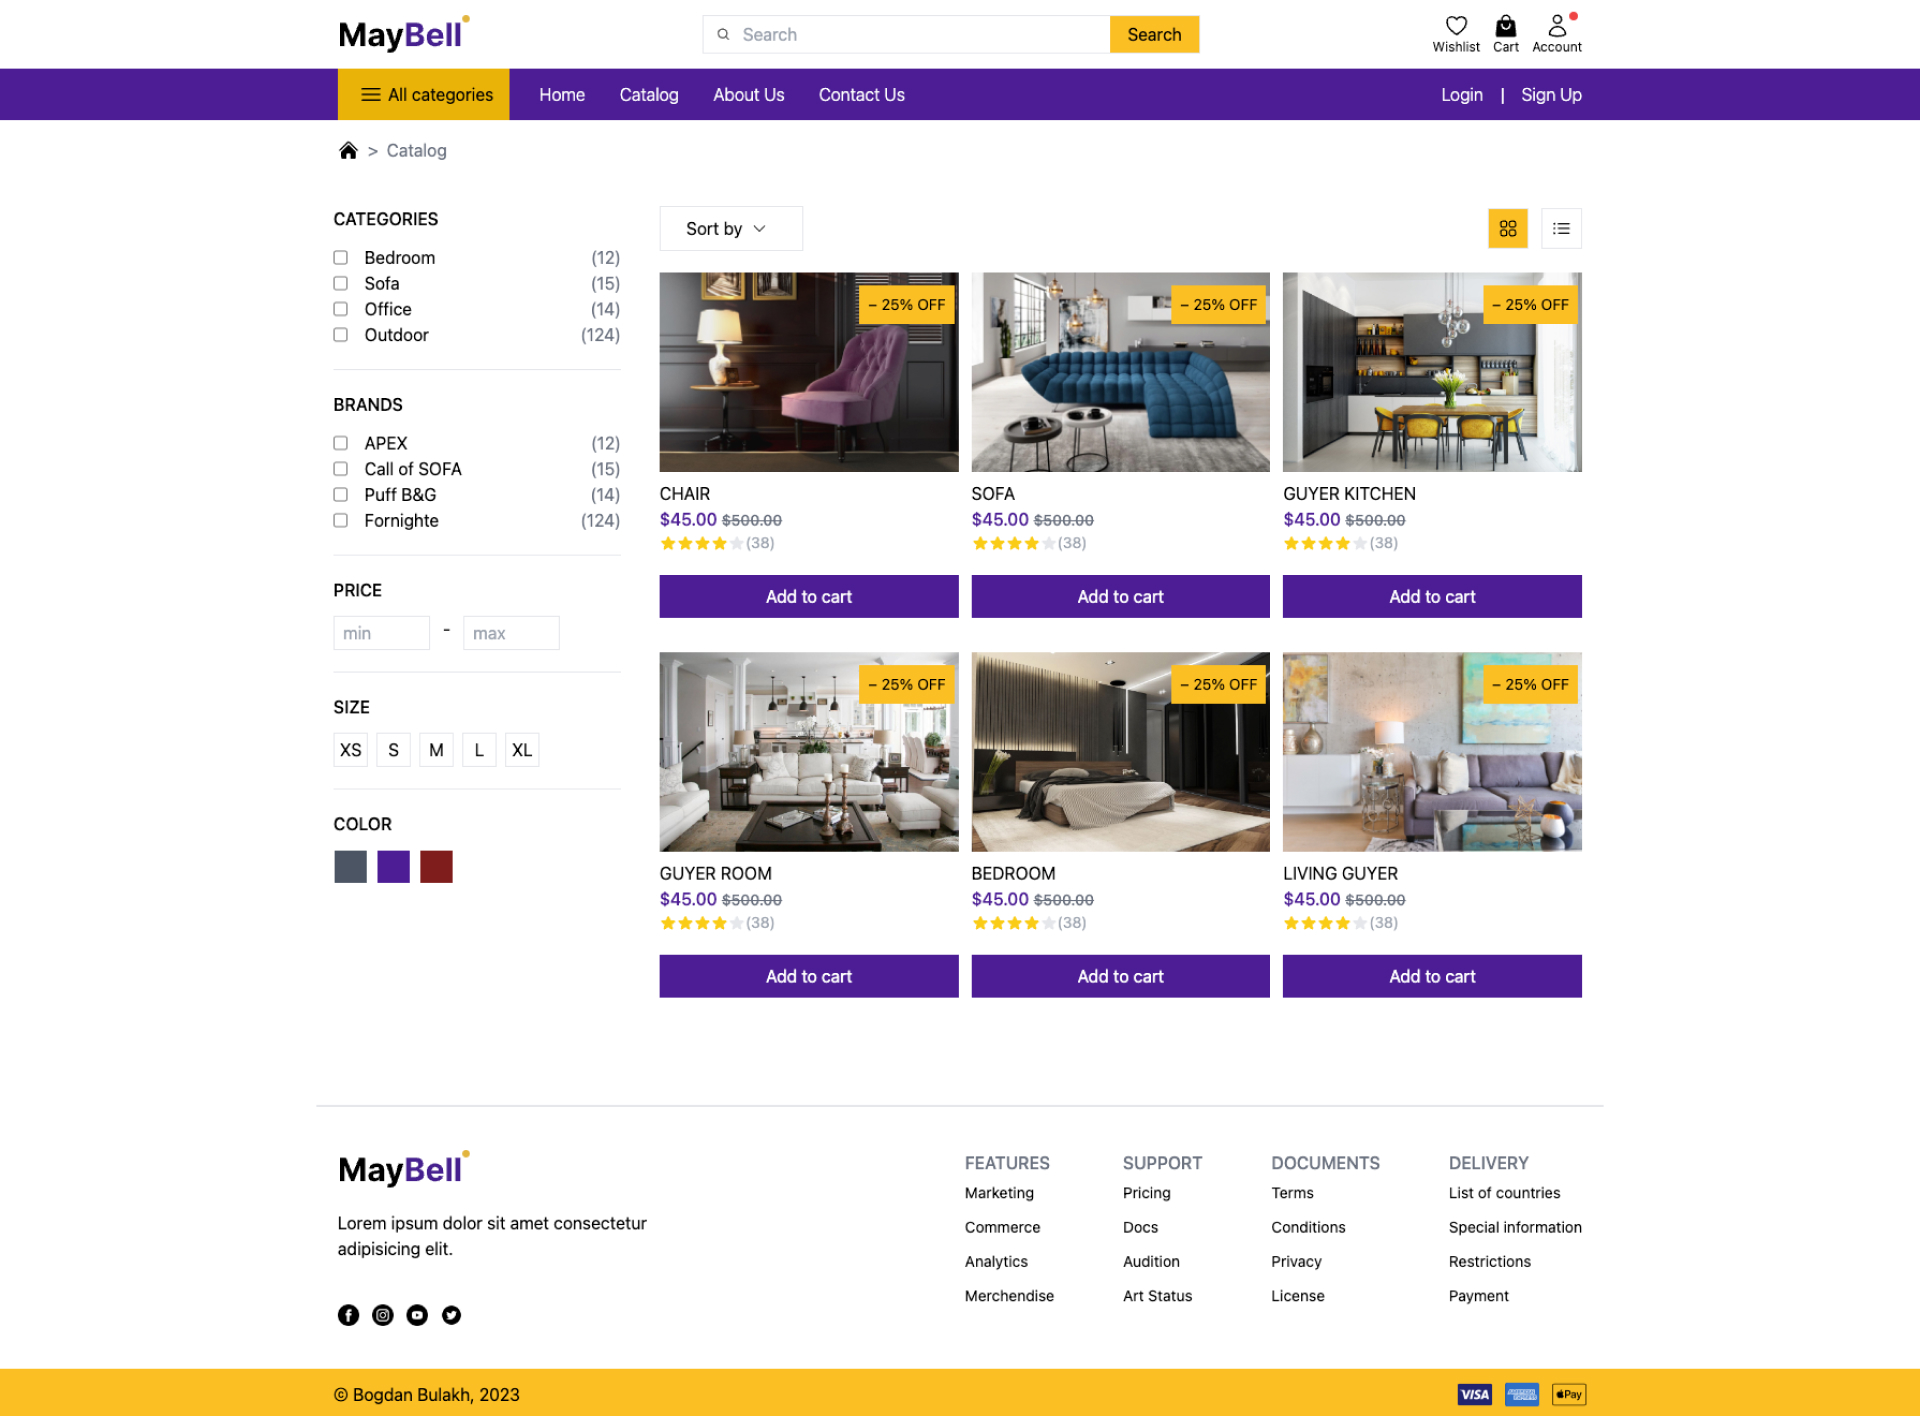 MayBell
Search
Search
Wishlist Cart Account
All categories Home Catalog About Us Contact Us Login | Sign Up
> Catalog
CATEGORIES
Bedroom (12)
Sofa (15)
Office (14)
Outdoor (124)
BRANDS
APEX (12)
Call of SOFA (15)
Puff B&G (14)
Fornighte (124)
PRICE
min - max
SIZE
XS S M L XL
COLOR
Sort by
– 25% OFF – 25% OFF – 25% OFF
CHAIR SOFA GUYER KITCHEN
$45.00 $500.00 $45.00 $500.00 $45.00 $500.00
(38) (38) (38)
Add to cart Add to cart Add to cart
– 25% OFF – 25% OFF – 25% OFF
GUYER ROOM BEDROOM LIVING GUYER
$45.00 $500.00 $45.00 $500.00 $45.00 $500.00
(38) (38) (38)
Add to cart Add to cart Add to cart
MayBell
Lorem ipsum dolor sit amet consectetur
adipisicing elit.
FEATURES
Marketing
Commerce
Analytics
Merchendise
SUPPORT
Pricing
Docs
Audition
Art Status
DOCUMENTS
Terms
Conditions
Privacy
License
DELIVERY
List of countries
Special information
Restrictions
Payment
© Bogdan Bulakh, 2023
VISA AMERICAN EXPRESS Pay